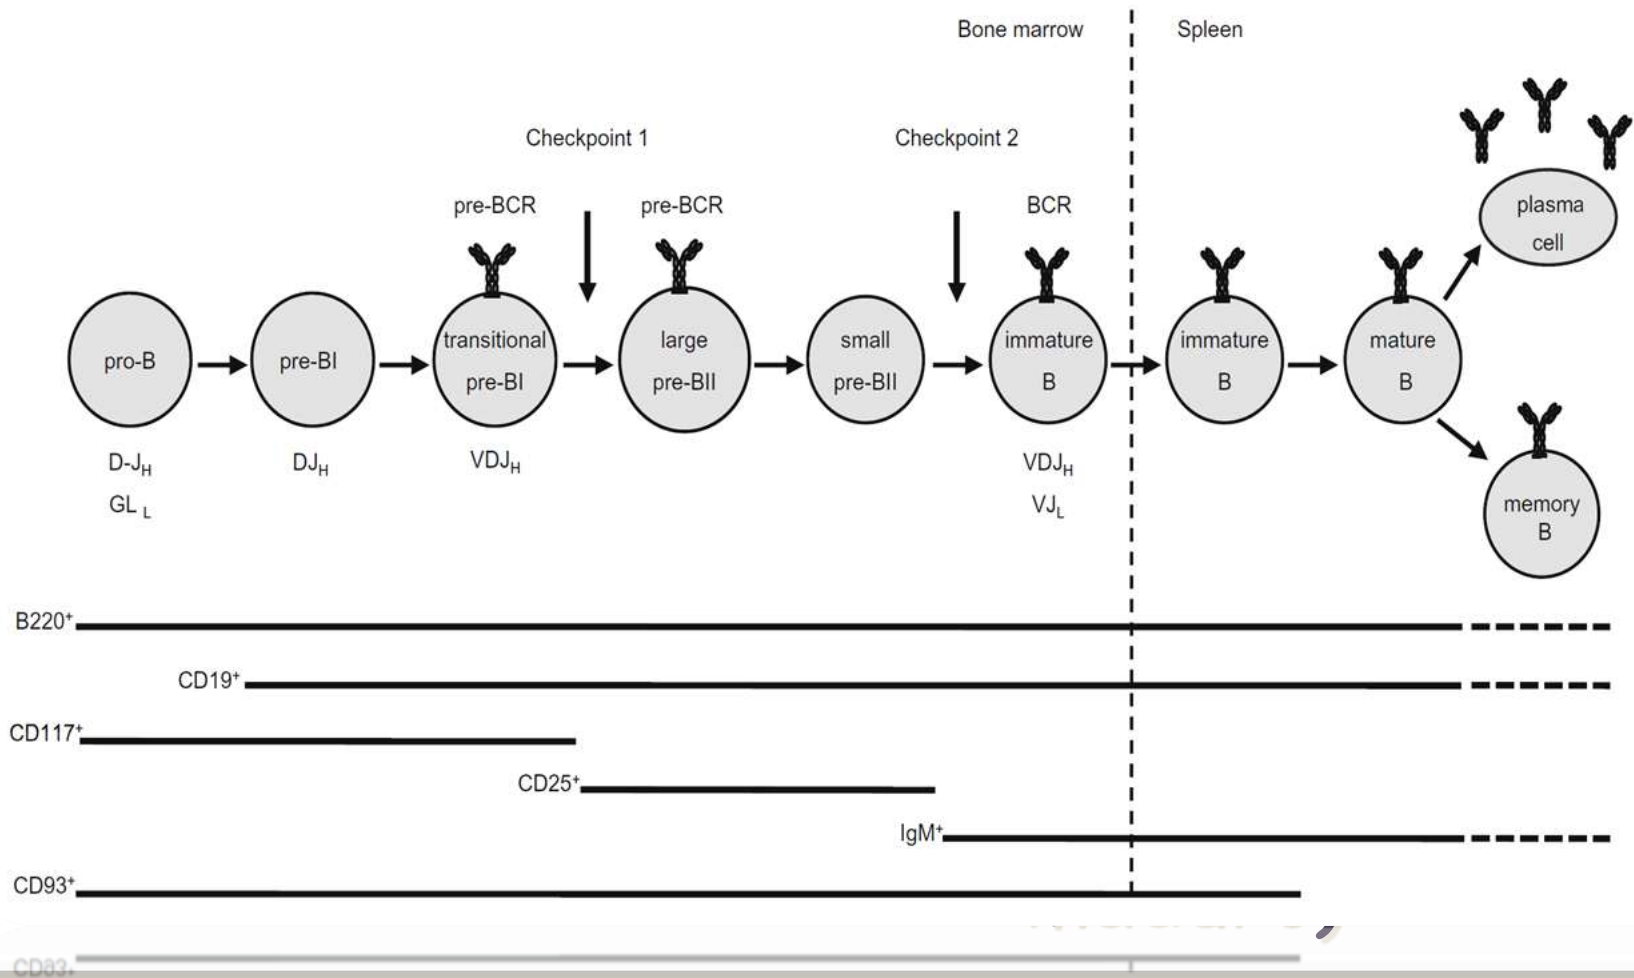 Bone marrow
Spleen
Checkpoint 1
Checkpoint 2
pre-BCR
pre-BCR
BCR
plasma
cell
pro-B
pre-BI
transitional
pre-BI
large
pre-BII
small
pre-BII
immature
B
immature
B
mature
B
memory
B
D-JH
GL L
DJH
VDJH
VDJH
VJL
B220+
CD19+
CD117+
CD25+
IgM+
CD93+